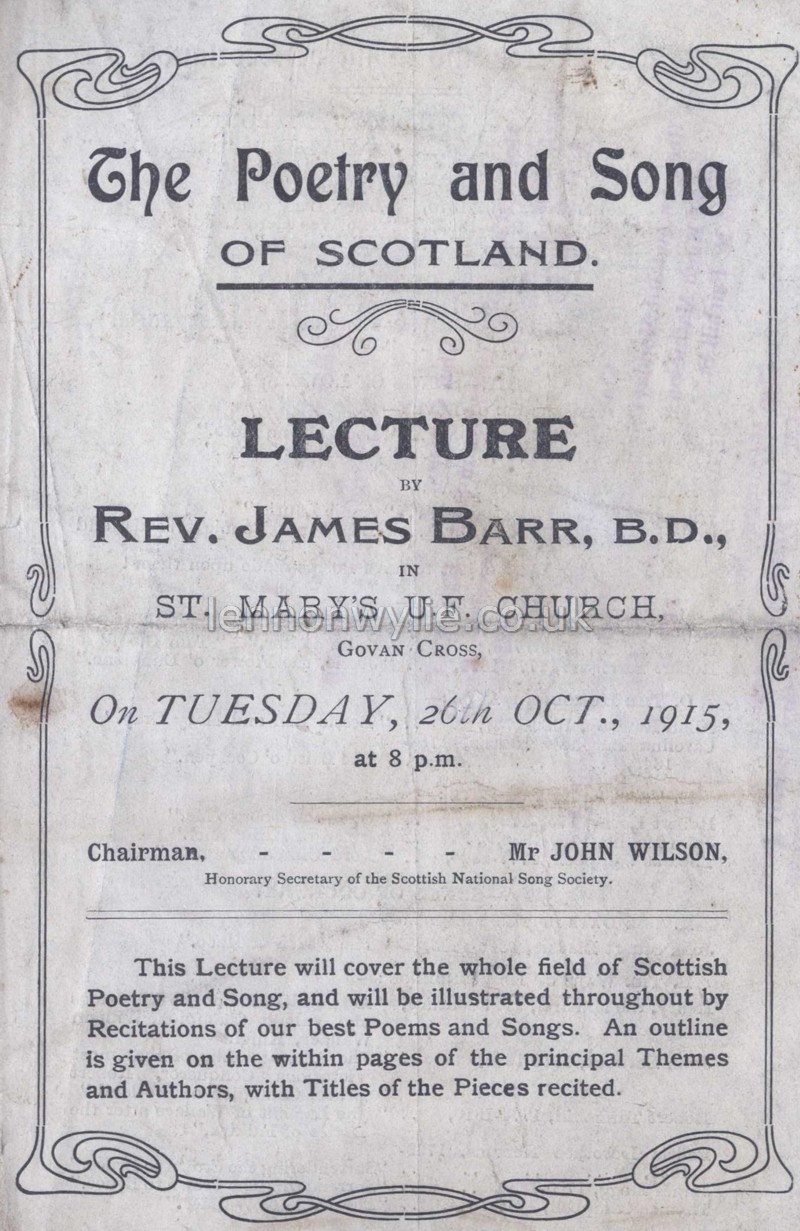 The Poetry and Song
OF SCOTLAND.
LECTURE
BY
REV. JAMES BARR, B.D.,
IN
ST. MARY'S U.F. CHURCH,
lennonwylie.co.uk
GOVAN CROSS,
On TUESDAY, 26th OCT., 1915,
at 8 p.m.
Chairman, - - - - Mr JOHN WILSON,
Honorary Secretary of the Scottish National Song Society.
This Lecture will cover the whole field of Scottish
Poetry and Song, and will be illustrated throughout by
Recitations of our best Poems and Songs. An outline
is given on the within pages of the principal Themes
and Authors, with Titles of the Pieces recited.